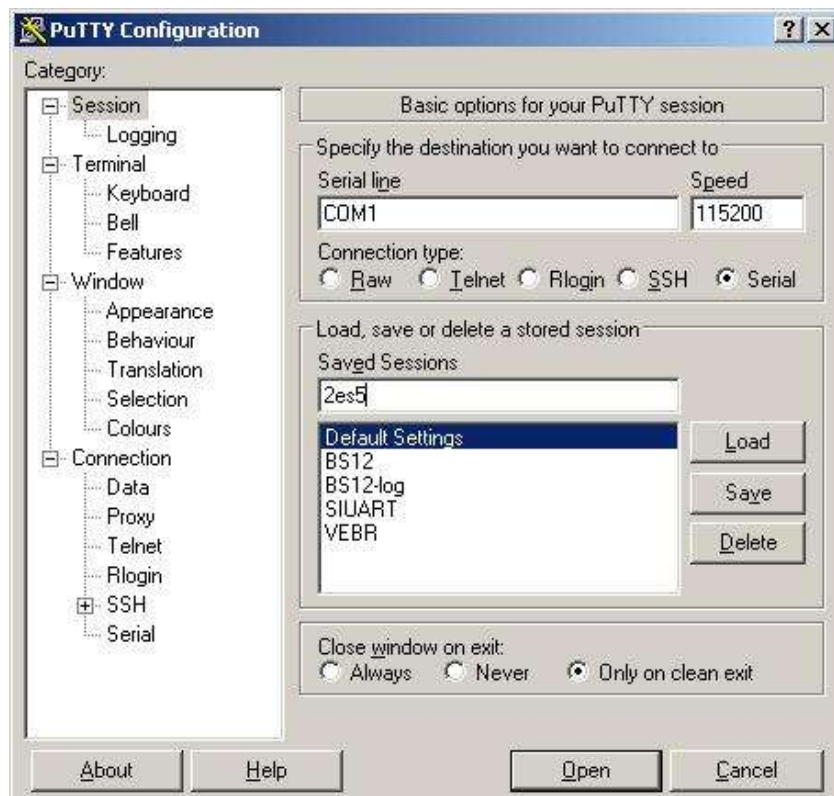 PuTTY Configuration
Category:
Session
Logging
Terminal
Keyboard
Bell
Features
Window
Appearance
Behaviour
Translation
Selection
Colours
Connection
Data
Proxy
Telnet
Rlogin
SSH
Serial
Basic options for your PuTTY session
Specify the destination you want to connect to
Serial line Speed
COM1 115200
Connection type:
Raw Telnet Rlogin SSH Serial
Load, save or delete a stored session
Saved Sessions
2es5
Default Settings
BS12
BS12-log
SIUART
VEBR
Load
Save
Delete
Close window on exit:
Always Never Only on clean exit
About Help Open Cancel